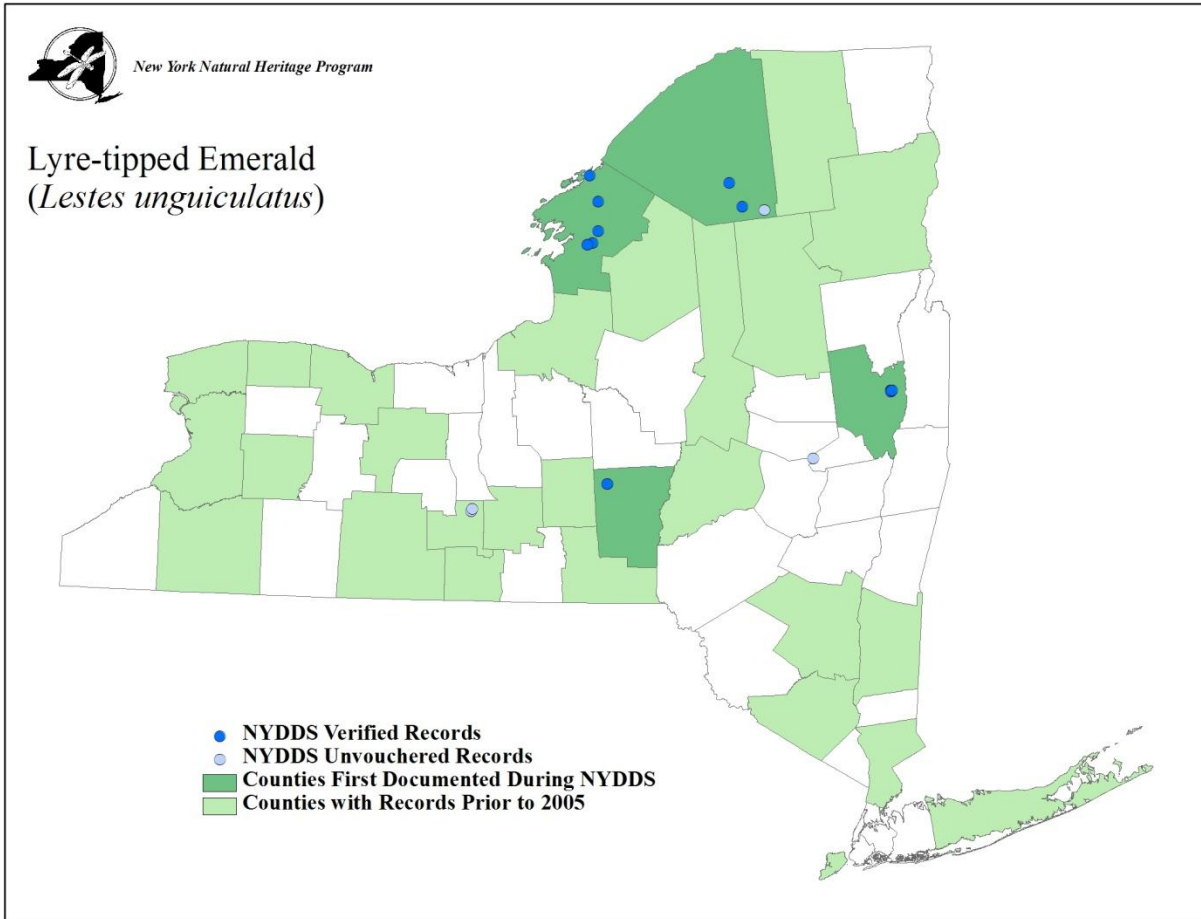 New York Natural Heritage Program
Lyre-tipped Emerald
(Lestes unguiculatus)
NYDDS Verified Records
NYDDS Unvouchered Records
Counties First Documented During NYDDS
Counties with Records Prior to 2005